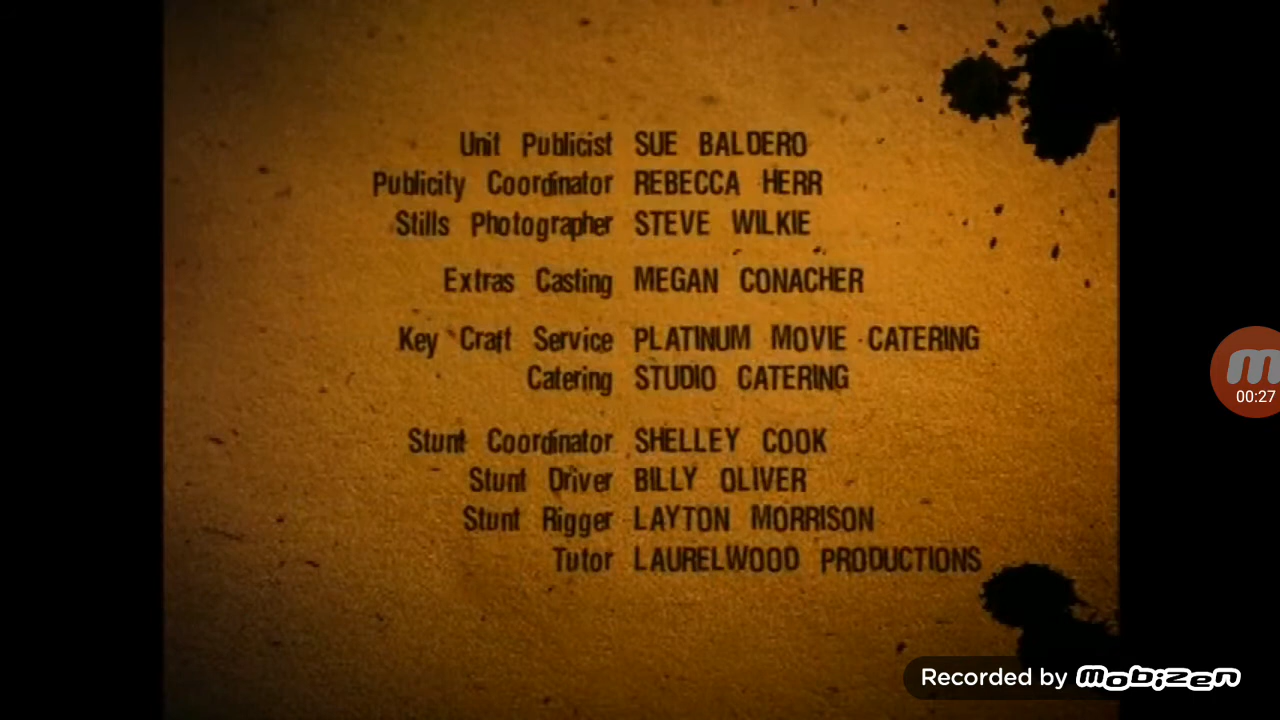 Unit Publicist SUE BALDERO
Publicity Coordinator REBECCA HERR
Stills Photographer STEVE WILKIE
Extras Casting MEGAN CONACHER
Key Craft Service PLATINUM MOVIE CATERING
Catering STUDIO CATERING
Stunt Coordinator SHELLEY COOK
Stunt Driver BILLY OLIVER
Stunt Rigger LAYTON MORRISON
Tutor LAURELWOOD PRODUCTIONS
00:27
Recorded by mobizen